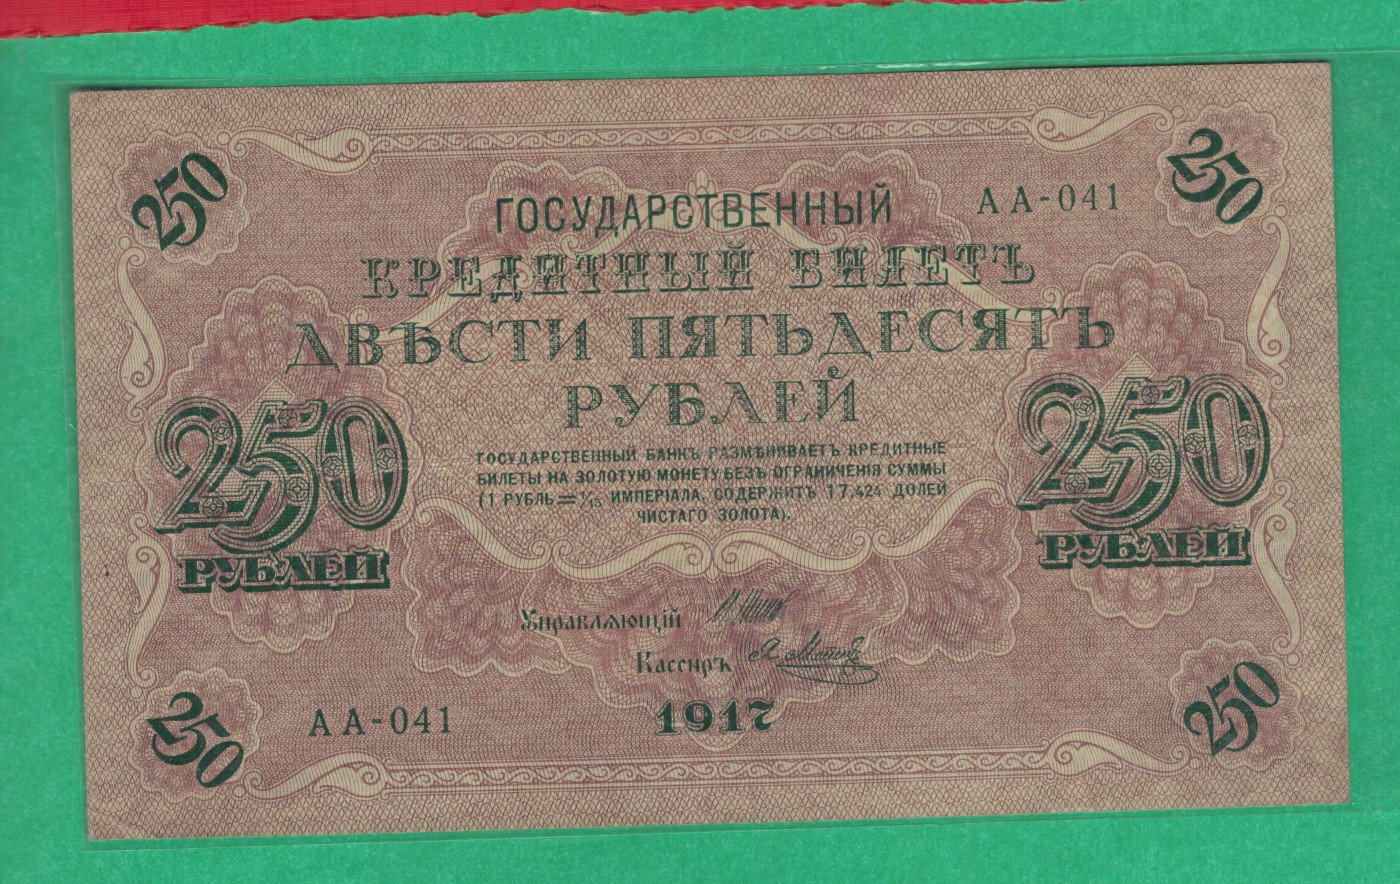 250
250
ГОСУДАРСТВЕННЫЙ
АА-041
КРЕДИТНЫЙ БИЛЕТЪ
ДВѢСТИ ПЯТЬДЕСЯТЪ
РУБЛЕЙ
250
РУБЛЕЙ
250
РУБЛЕЙ
ГОСУДАРСТВЕННЫЙ БАНКЪ РАЗМѢНИВАЕТЪ КРЕДИТНЫЕ
БИЛЕТЫ НА ЗОЛОТУЮ МОНЕТУ БЕЗЪ ОГРАНИЧЕНІЯ СУММЫ
(1 РУБЛЬ = 1/15 ИМПЕРІАЛА, СОДЕРЖИТЪ 17,424 ДОЛЕЙ
ЧИСТАГО ЗОЛОТА).
Управляющій
Кассиръ
АА-041
1917
250
250